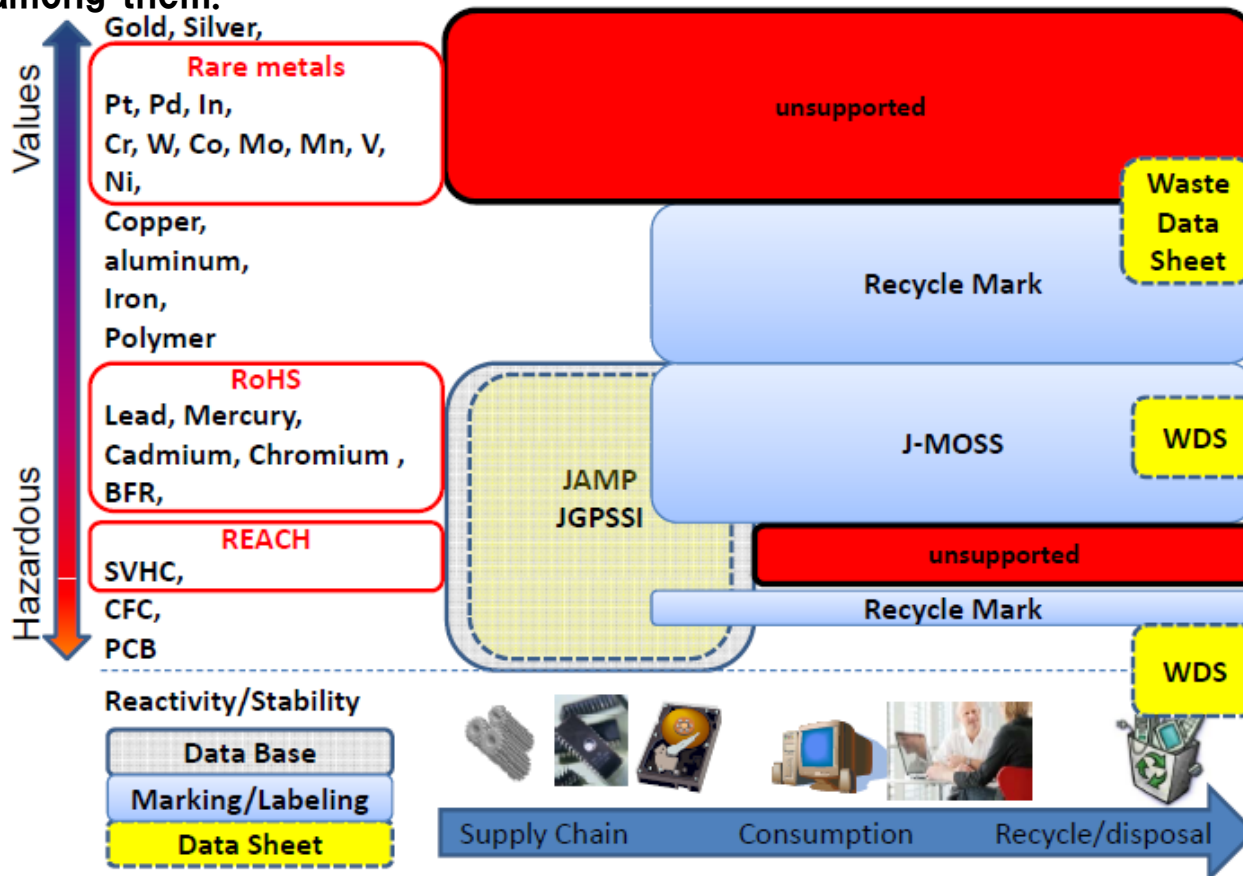 among them.
Values
Hazardous
Gold, Silver,
Rare metals
Pt, Pd, In,
Cr, W, Co, Mo, Mn, V,
Ni,
Copper,
aluminum,
Iron,
Polymer
RoHS
Lead, Mercury,
Cadmium, Chromium ,
BFR,
REACH
SVHC,
CFC,
PCB
Reactivity/Stability
unsupported
Waste
Data
Sheet
Recycle Mark
JAMP
JGPSSI
J-MOSS
WDS
unsupported
Recycle Mark
WDS
Data Base
Marking/Labeling
Data Sheet
Supply Chain
Consumption
Recycle/disposal